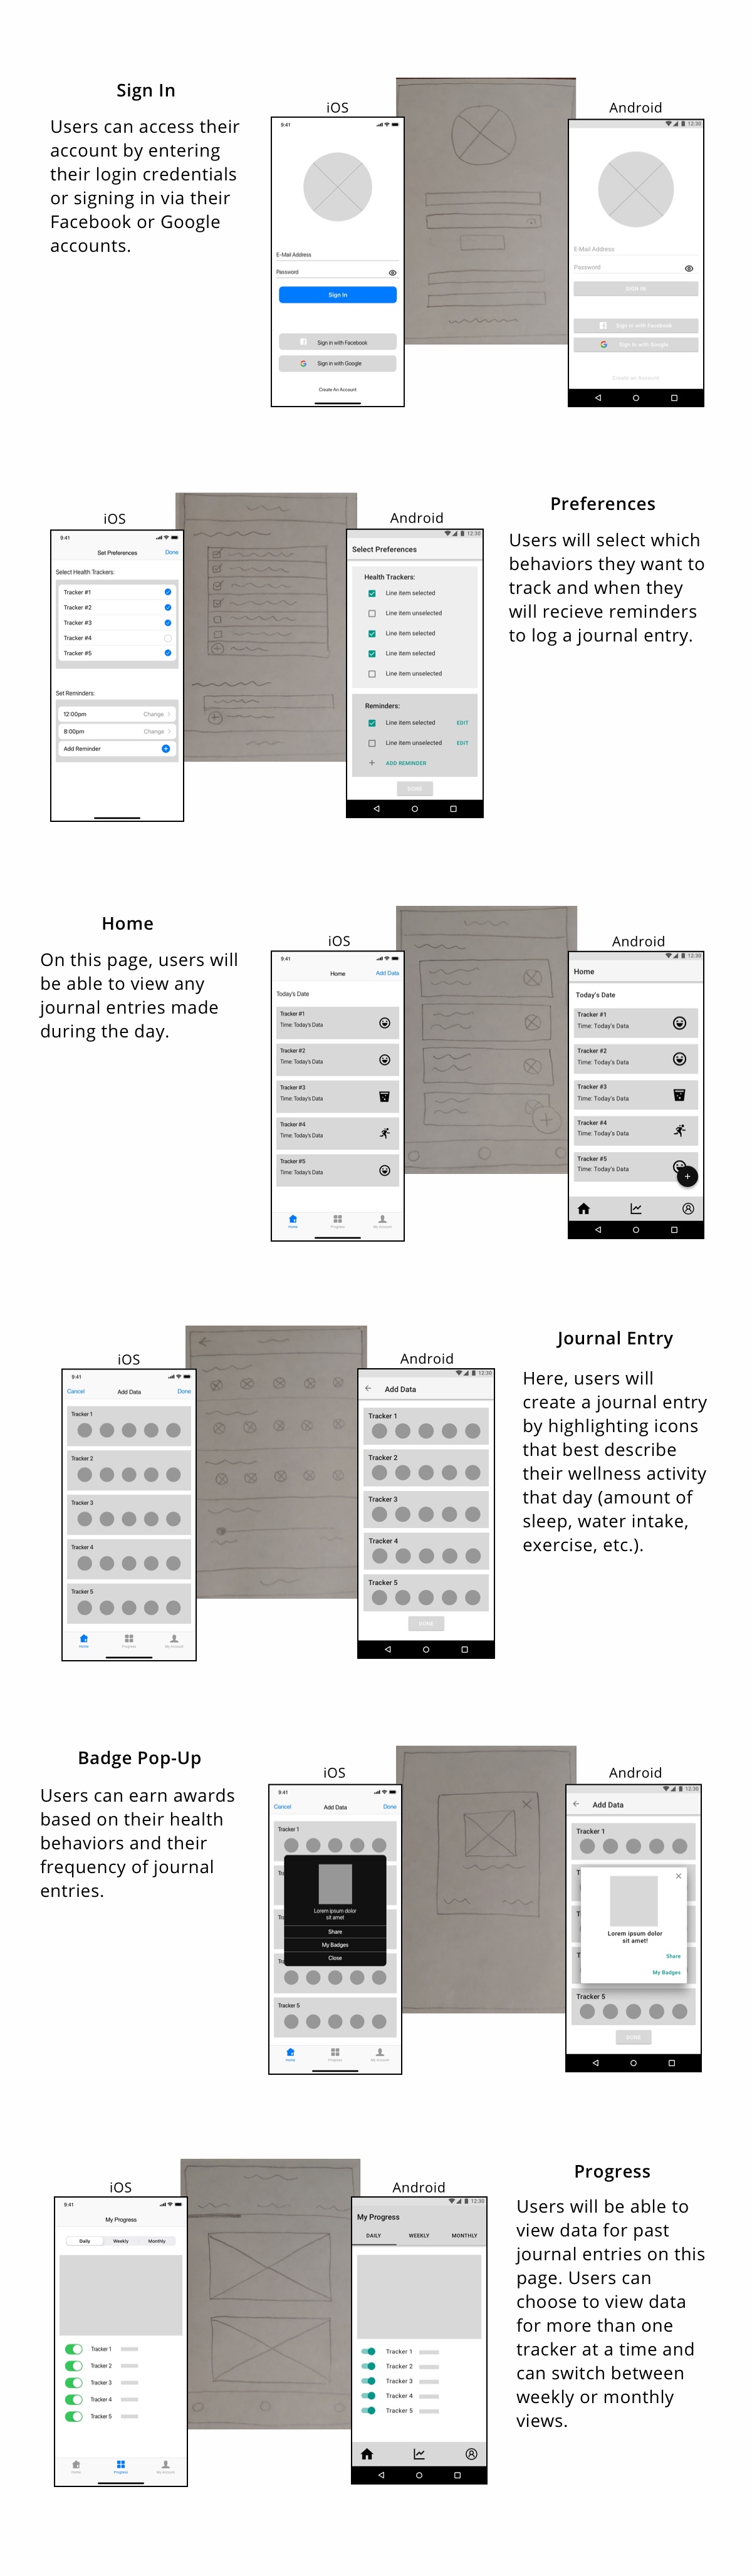 Sign In
Users can access their
account by entering
their login credentials
or signing in via their
Facebook or Google
accounts.
iOS
9:41
E-Mail Address
Password
Sign In
Sign in with Facebook
Sign in with Google
Create An Account
Android
12:30
E-Mail Address
Password
SIGN IN
Sign in with Facebook
Sign in with Google
Create an Account
iOS
9:41
Set Preferences
Done
Select Health Trackers:
Tracker #1
Tracker #2
Tracker #3
Tracker #4
Tracker #5
Set Reminders:
12:00pm
Change
8:00pm
Change
Add Reminder
Android
12:30
Select Preferences
Health Trackers:
Line item selected
Line item unselected
Line item selected
Line item selected
Line item unselected
Reminders:
Line item selected
EDIT
Line item unselected
EDIT
ADD REMINDER
DONE
Preferences
Users will select which
behaviors they want to
track and when they
will recieve reminders
to log a journal entry.
Home
On this page, users will
be able to view any
journal entries made
during the day.
iOS
9:41
Home
Add Data
Today's Date
Tracker #1
Time: Today's Data
Tracker #2
Time: Today's Data
Tracker #3
Time: Today's Data
Tracker #4
Time: Today's Data
Tracker #5
Time: Today's Data
Home
Progress
My Account
Android
12:30
Home
Today's Date
Tracker #1
Time: Today's Data
Tracker #2
Time: Today's Data
Tracker #3
Time: Today's Data
Tracker #4
Time: Today's Data
Tracker #5
Time: Today's Data
iOS
9:41
Cancel
Add Data
Done
Tracker 1
Tracker 2
Tracker 3
Tracker 4
Tracker 5
Home
Progress
My Account
Android
12:30
Add Data
Tracker 1
Tracker 2
Tracker 3
Tracker 4
Tracker 5
DONE
Journal Entry
Here, users will
create a journal entry
by highlighting icons
that best describe
their wellness activity
that day (amount of
sleep, water intake,
exercise, etc.).
Badge Pop-Up
Users can earn awards
based on their health
behaviors and their
frequency of journal
entries.
iOS
9:41
Cancel
Add Data
Done
Tracker 1
Lorem ipsum dolor
sit amet
Share
My Badges
Close
Tracker 5
Home
Progress
My Account
Android
12:30
Add Data
Tracker 1
Lorem ipsum dolor
sit amet!
Share
My Badges
Tracker 5
DONE
iOS
9:41
My Progress
Daily
Weekly
Monthly
Tracker 1
Tracker 2
Tracker 3
Tracker 4
Tracker 5
Home
Progress
My Account
Android
12:30
My Progress
DAILY
WEEKLY
MONTHLY
Tracker 1
Tracker 2
Tracker 3
Tracker 4
Tracker 5
Progress
Users will be able to
view data for past
journal entries on this
page. Users can
choose to view data
for more than one
tracker at a time and
can switch between
weekly or monthly
views.